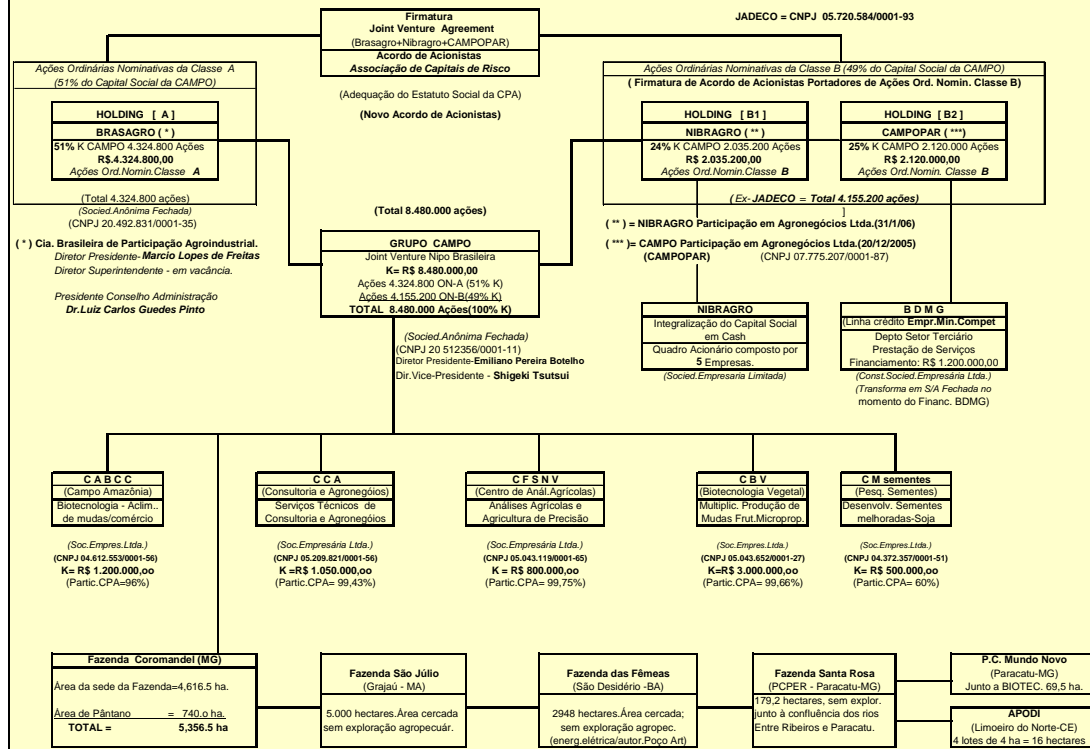 Firmatura
Joint Venture Agreement
(Brasagro+Nibragro+CAMPOPAR)
Acordo de Acionistas
Associação de Capitais de Risco
(Adequação do Estatuto Social da CPA)
(Novo Acordo de Acionistas)
JADECO = CNPJ 05.720.584/0001-93
Ações Ordinárias Nominativas da Classe A
(51% do Capital Social da CAMPO)
HOLDING [ A ]
BRASAGRO ( * )
51% K CAMPO 4.324.800 Ações
R$.4.324.800,00
Ações Ord.Nomin.Classe A
(Total 4.324.800 ações)
(Socied.Anônima Fechada)
(CNPJ 20.492.831/0001-35)
( * ) Cia. Brasileira de Participação Agroindustrial.
Diretor Presidente- Marcio Lopes de Freitas
Diretor Superintendente - em vacância.
Presidente Conselho Administração
Dr.Luiz Carlos Guedes Pinto
Ações Ordinárias Nominativas da Classe B (49% do Capital Social da CAMPO)
( Firmatura de Acordo de Acionistas Portadores de Ações Ord. Nomin. Classe B)
HOLDING [ B1 ]
NIBRAGRO ( ** )
24% K CAMPO 2.035.200 Ações
R$ 2.035.200,00
Ações Ord.Nomin.Classe B
HOLDING [ B2 ]
CAMPOPAR ( ***)
25% K CAMPO 2.120.000 Ações
R$ 2.120.000,00
Ações Ord.Nomin. Classe B
( Ex- JADECO = Total 4.155.200 ações)
]
( ** ) = NIBRAGRO Participação em Agronegócios Ltda.(31/1/06)
( *** )= CAMPO Participação em Agronegócios Ltda.(20/12/2005)
(CAMPOPAR) (CNPJ 07.775.207/0001-87)
(Total 8.480.000 ações)
GRUPO CAMPO
Joint Venture Nipo Brasileira
K= R$ 8.480.000,00
Ações 4.324.800 ON-A (51% K)
Ações 4.155.200 ON-B(49% K)
TOTAL 8.480.000 Ações(100% K)
(Socied.Anônima Fechada)
(CNPJ 20 512356/0001-11)
Diretor Presidente-Emiliano Pereira Botelho
Dir.Vice-Presidente - Shigeki Tsutsui
NIBRAGRO
Integralização do Capital Social
em Cash
Quadro Acionário composto por
5 Empresas.
(Socied.Empresaria Limitada)
B D M G
(Linha crédito Empr.Min.Compet
Depto Setor Terciário
Prestação de Serviços
Financiamento: R$ 1.200.000,00
(Const.Socied.Empresária Ltda.)
(Transforma em S/A Fechada no
momento do Financ. BDMG)
C A B C C
(Campo Amazônia)
Biotecnologia - Aclim..
de mudas/comércio
(Soc.Empres.Ltda.)
(CNPJ 04.612.553/0001-56)
K= R$ 1.200.000,oo
(Partic.CPA=96%)
C C A
(Consultoria e Agronegóios)
Serviços Técnicos de
Consultoria e Agronegóios
(Soc.Empresária Ltda.)
(CNPJ 05.209.821/0001-56)
K =R$ 1.050.000,oo
(Partic.CPA= 99,43%)
C F S N V
(Centro de Anál.Agrícolas)
Análises Agrícolas e
Agricultura de Precisão
(Soc.Empresária Ltda.)
(CNPJ 05.043.119/0001-65)
K= R$ 800.000,oo
(Partic.CPA= 99,75%)
C B V
(Biotecnologia Vegetal)
Multiplic. Produção de
Mudas Frut.Microprop.
(Soc.Empres.Ltda.)
(CNPJ 05.043.652/0001-27)
K=R$ 3.000.000,oo
(Partic.CPA= 99,66%)
C M sementes
(Pesq. Sementes)
Desenvolv. Sementes
melhoradas-Soja
(Soc.Empres.Ltda.)
(CNPJ 04.372.357/0001-51)
K= R$ 500.000,oo
(Partic.CPA= 60%)
Fazenda Coromandel (MG)
Área da sede da Fazenda=4,616.5 ha.
Área de Pântano = 740.o ha.
TOTAL = 5,356.5 ha
Fazenda São Júlio
(Grajaú - MA)
5.000 hectares.Área cercada
sem exploração agropecuár.
Fazenda das Fêmeas
(São Desidério -BA)
2948 hectares.Área cercada;
sem exploração agropec.
(energ.elétrica/autor.Poço Art)
Fazenda Santa Rosa
(PCPER - Paracatu-MG)
179,2 hectares, sem explor.
junto à confluência dos rios
Entre Ribeiros e Paracatu.
P.C. Mundo Novo
(Paracatu-MG)
Junto a BIOTEC. 69,5 ha.
APODI
(Limoeiro do Norte-CE)
4 lotes de 4 ha = 16 hectares